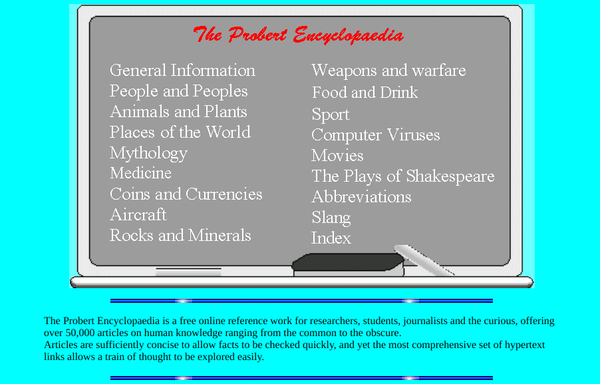 The Probert Encyclopaedia
General Information
People and Peoples
Animals and Plants
Places of the World
Mythology
Medicine
Coins and Currencies
Aircraft
Rocks and Minerals
Weapons and warfare
Food and Drink
Sport
Computer Viruses
Movies
The Plays of Shakespeare
Abbreviations
Slang
Index
The Probert Encyclopaedia is a free online reference work for researchers, students, journalists and the curious, offering
over 50,000 articles on human knowledge ranging from the common to the obscure.
Articles are sufficiently concise to allow facts to be checked quickly, and yet the most comprehensive set of hypertext
links allows a train of thought to be explored easily.